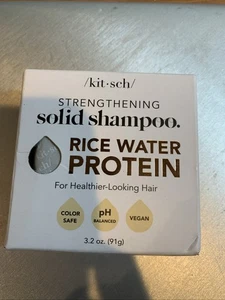 /kit·sch/
STRENGTHENING
solid shampoo.
RICE WATER
PROTEIN
For Healthier-Looking Hair
COLOR
SAFE
pH
BALANCED
VEGAN
3.2 oz. (91g)